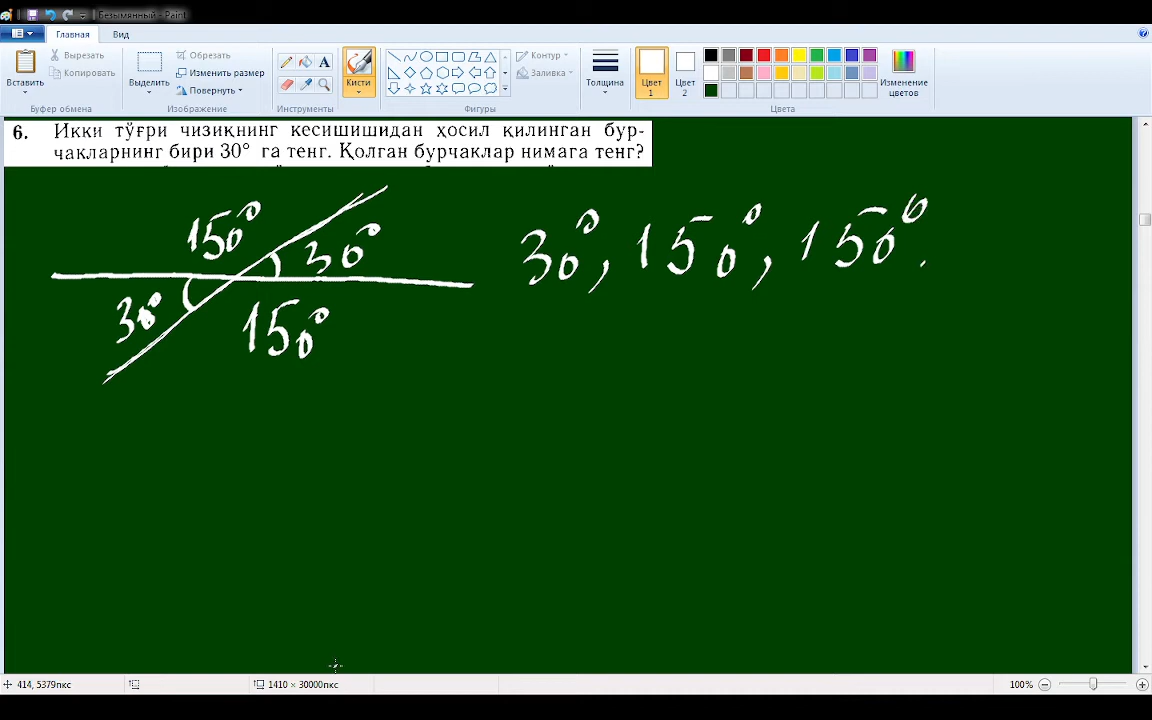 Безымянный - Paint
Главная
Вид
Вставить
Вырезать
Копировать
Буфер обмена
Выделить
Обрезать
Изменить размер
Повернуть
Изображение
A
Инструменты
Кисти
Контур
Заливка
Фигуры
Толщина
Цвет
1
Цвет
2
Изменение
цветов
Цвета
6. Икки тўғри чизиқнинг кесишишидан ҳосил қилинган бур-
чакларнинг бири 30° га тенг. Қолган бурчаклар нимага тенг?
150°
30°
30°
150°
30°, 150°, 150°.
414, 5379пкс
1410 × 30000пкс
100%